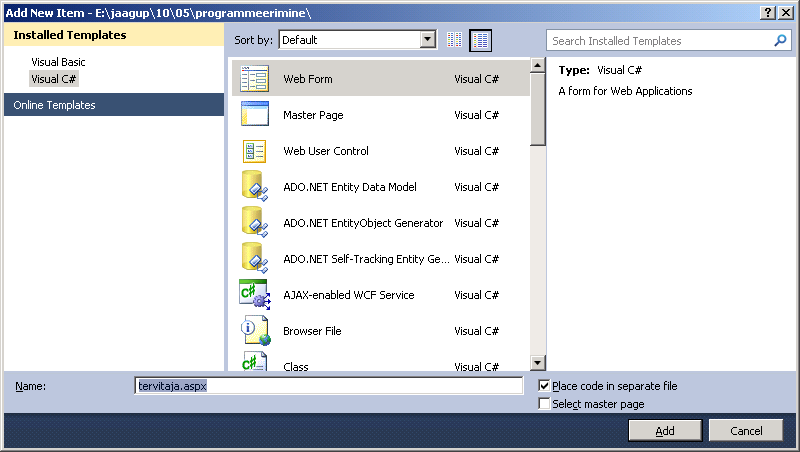 Add New Item - E:\jaagup\10\05\programmeerimine\
Installed Templates
Visual Basic
Visual C#
Online Templates
Sort by: Default
Search Installed Templates
Web Form Visual C#
Master Page Visual C#
Web User Control Visual C#
ADO.NET Entity Data Model Visual C#
ADO.NET EntityObject Generator Visual C#
ADO.NET Self-Tracking Entity Ge... Visual C#
AJAX-enabled WCF Service Visual C#
Browser File Visual C#
Class Visual C#
Type: Visual C#
A form for Web Applications
Name: tervitaja.aspx
Place code in separate file
Select master page
Add Cancel